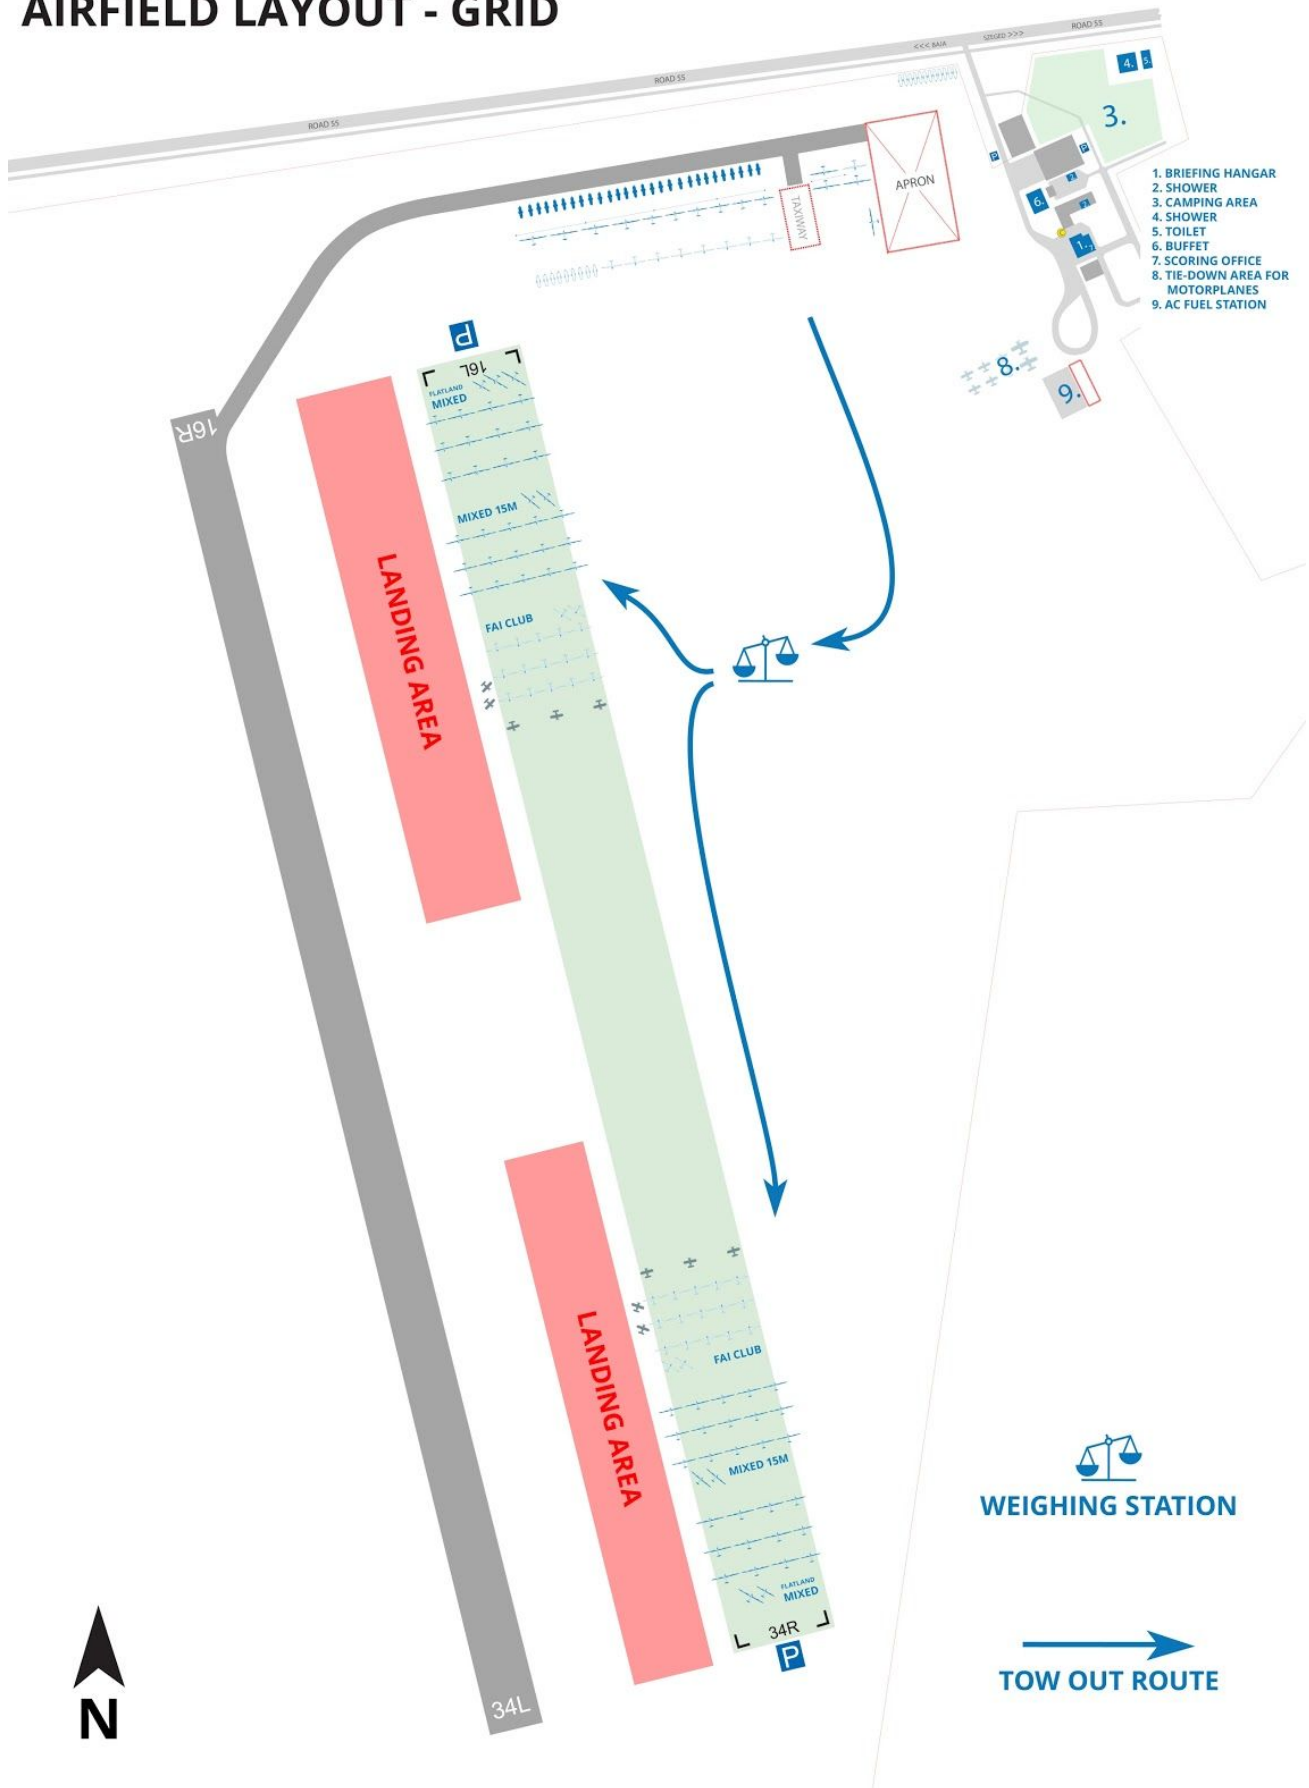 AIRFIELD LAYOUT - GRID
ROAD 55
SZEGED >>>
<<< BAJA
ROAD 55
ROAD 55
4.
5.
3.
P
P
2
6.
1.
APRON
TAXIWAY
1. BRIEFING HANGAR
2. SHOWER
3. CAMPING AREA
4. SHOWER
5. TOILET
6. BUFFET
7. SCORING OFFICE
8. TIE-DOWN AREA FOR
MOTORPLANES
9. AC FUEL STATION
8.
9.
P
16L
FLATLAND
MIXED
16R
MIXED 15M
FAI CLUB
LANDING AREA
FAI CLUB
LANDING AREA
MIXED 15M
FLATLAND
MIXED
34R
P
34L
WEIGHING STATION
TOW OUT ROUTE
N